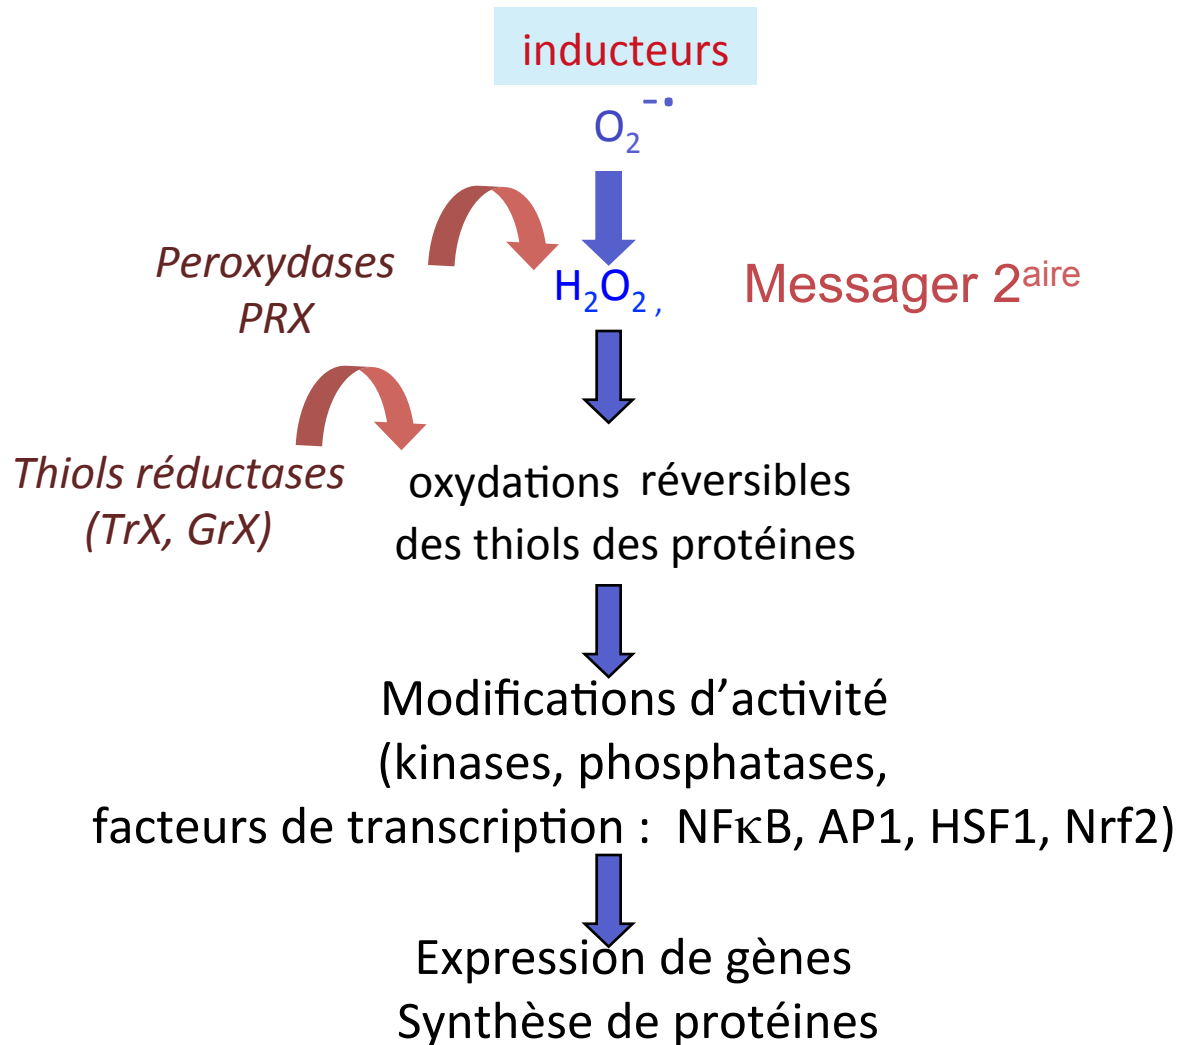 inducteurs
O₂⁻·
Peroxydases
PRX
H₂O₂ ,
Messager 2ᵃⁱʳᵉ
Thiols réductases
(TrX, GrX)
oxydations réversibles
des thiols des protéines
Modifications d’activité
(kinases, phosphatases,
facteurs de transcription : NFκB, AP1, HSF1, Nrf2)
Expression de gènes
Synthèse de protéines